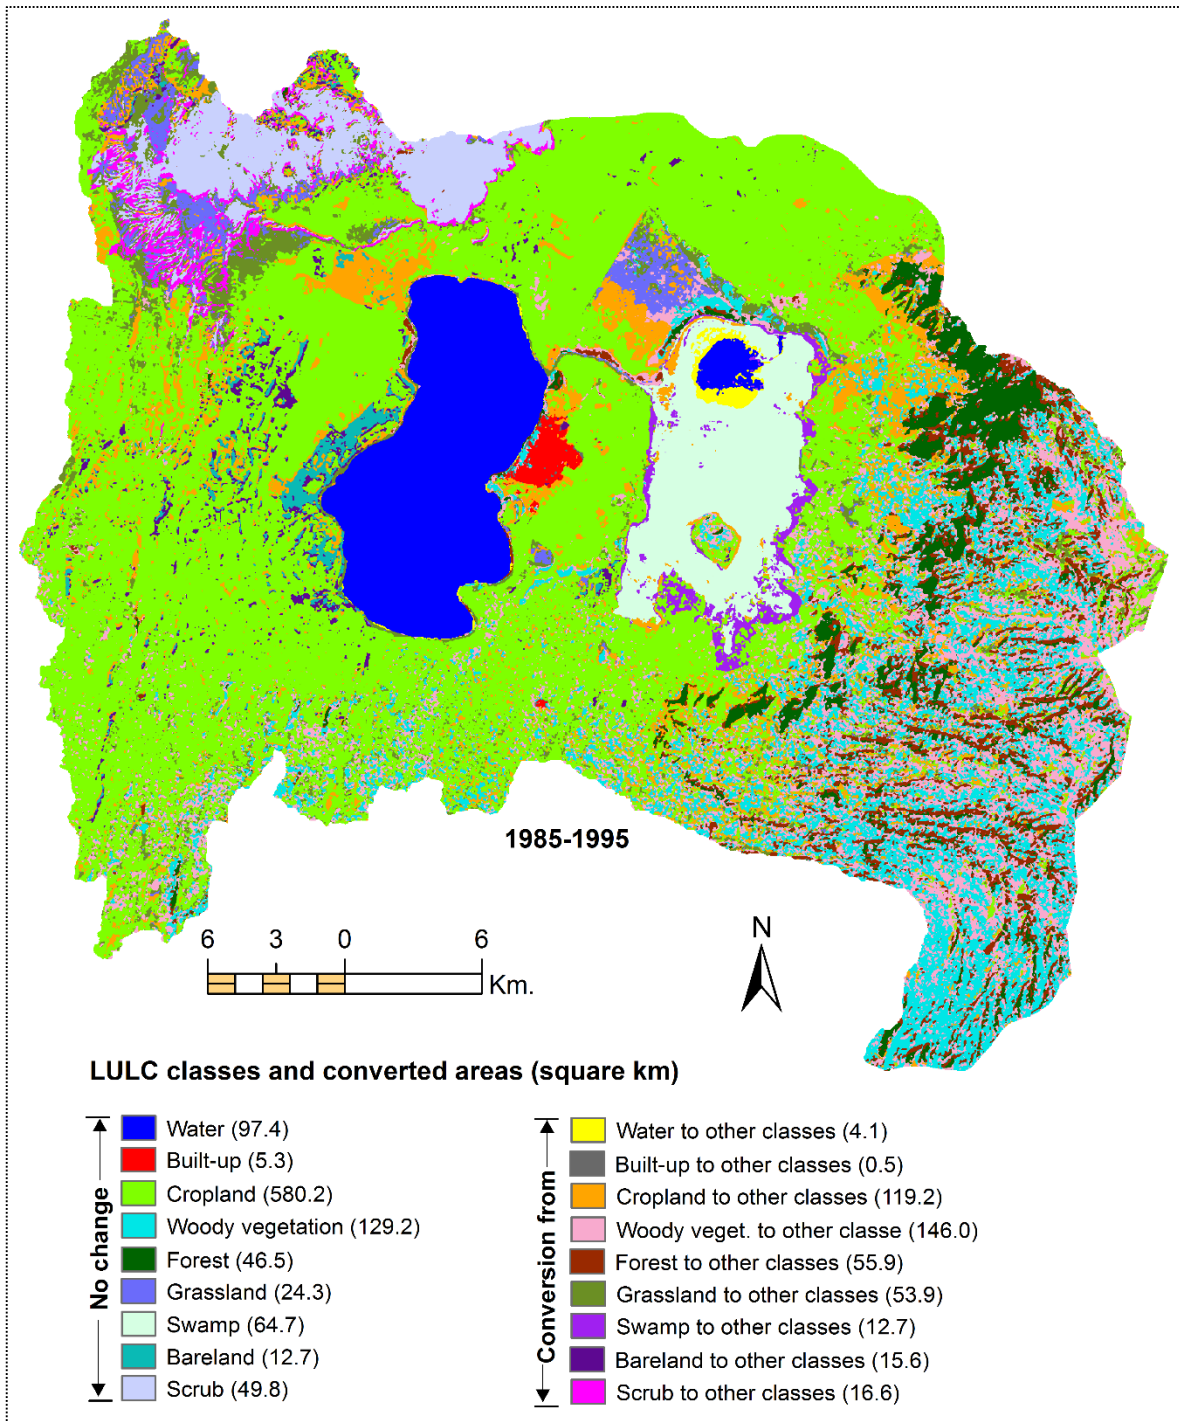 1985-1995
N
6 3 0 6
Km.
LULC classes and converted areas (square km)
No change
Water (97.4)
Built-up (5.3)
Cropland (580.2)
Woody vegetation (129.2)
Forest (46.5)
Grassland (24.3)
Swamp (64.7)
Bareland (12.7)
Scrub (49.8)
Conversion from
Water to other classes (4.1)
Built-up to other classes (0.5)
Cropland to other classes (119.2)
Woody veget. to other classe (146.0)
Forest to other classes (55.9)
Grassland to other classes (53.9)
Swamp to other classes (12.7)
Bareland to other classes (15.6)
Scrub to other classes (16.6)